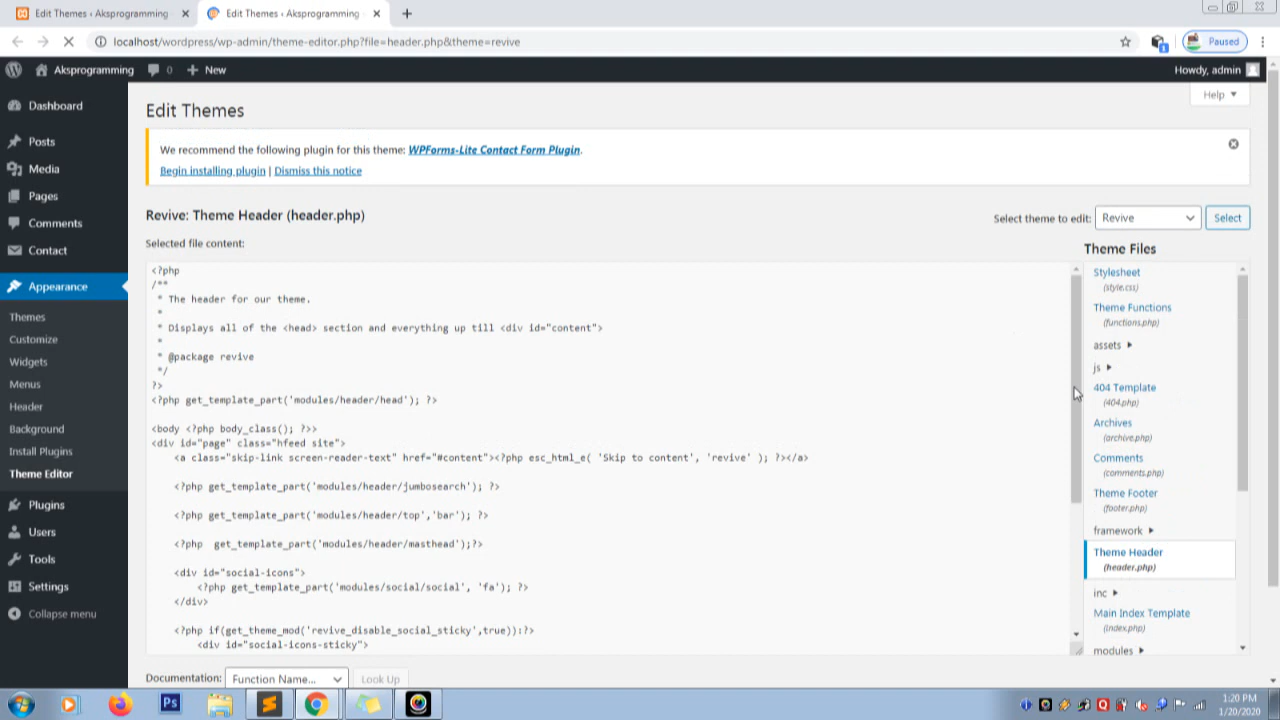 Edit Themes ‹ Aksprogramming
Edit Themes ‹ Aksprogramming
localhost/wordpress/wp-admin/theme-editor.php?file=header.php&theme=revive
Paused
Aksprogramming
0
New
Howdy, admin
Dashboard
Posts
Media
Pages
Comments
Contact
Appearance
Themes
Customize
Widgets
Menus
Header
Background
Install Plugins
Theme Editor
Plugins
Users
Tools
Settings
Collapse menu
Help
Edit Themes
We recommend the following plugin for this theme: WPForms-Lite Contact Form Plugin.
Begin installing plugin | Dismiss this notice
Revive: Theme Header (header.php)
Select theme to edit: Revive Select
Selected file content:
<?php
/**
* The header for our theme.
*
* Displays all of the <head> section and everything up till <div id="content">
*
* @package revive
*/
?>
<?php get_template_part('modules/header/head'); ?>
<body <?php body_class(); ?>>
<div id="page" class="hfeed site">
<a class="skip-link screen-reader-text" href="#content"><?php esc_html_e( 'Skip to content', 'revive' ); ?></a>
<?php get_template_part('modules/header/jumbosearch'); ?>
<?php get_template_part('modules/header/top','bar'); ?>
<?php  get_template_part('modules/header/masthead');?>
<div id="social-icons">
<?php get_template_part('modules/social/social', 'fa'); ?>
</div>
<?php if(get_theme_mod('revive_disable_social_sticky',true)):?>
<div id="social-icons-sticky">
Theme Files
Stylesheet
(style.css)
Theme Functions
(functions.php)
assets
js
404 Template
(404.php)
Archives
(archive.php)
Comments
(comments.php)
Theme Footer
(footer.php)
framework
Theme Header
(header.php)
inc
Main Index Template
(index.php)
modules
Documentation: Function Name... Look Up
Ps
1:20 PM
1/20/2020